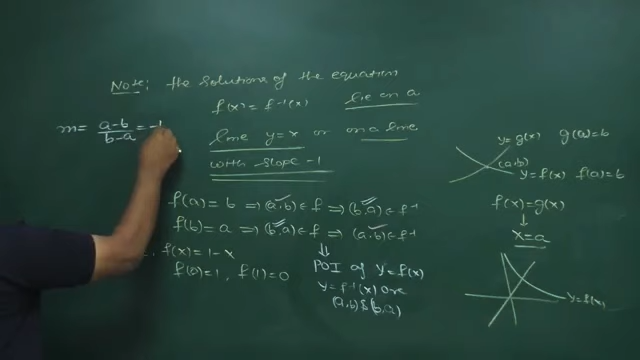 Note: the solutions of the equation
f(x) = f⁻¹(x) lie on a
line y=x or on a line
with slope -1
m = a-b/b-a = -1
f(a) = b ⇒ (a,b) ∈ f ⇒ (b,a) ∈ f⁻¹
f(b) = a ⇒ (b,a) ∈ f ⇒ (a,b) ∈ f⁻¹
f(x) = 1-x
f(0)=1, f(1)=0
⇓
POI of y=f(x)
y=f⁻¹(x) are
(a,b) & (b,a)
y=g(x) g(a)=b
(a,b)
y=f(x) f(a)=b
f(x)=g(x)
↓
x=a
y=f(x)